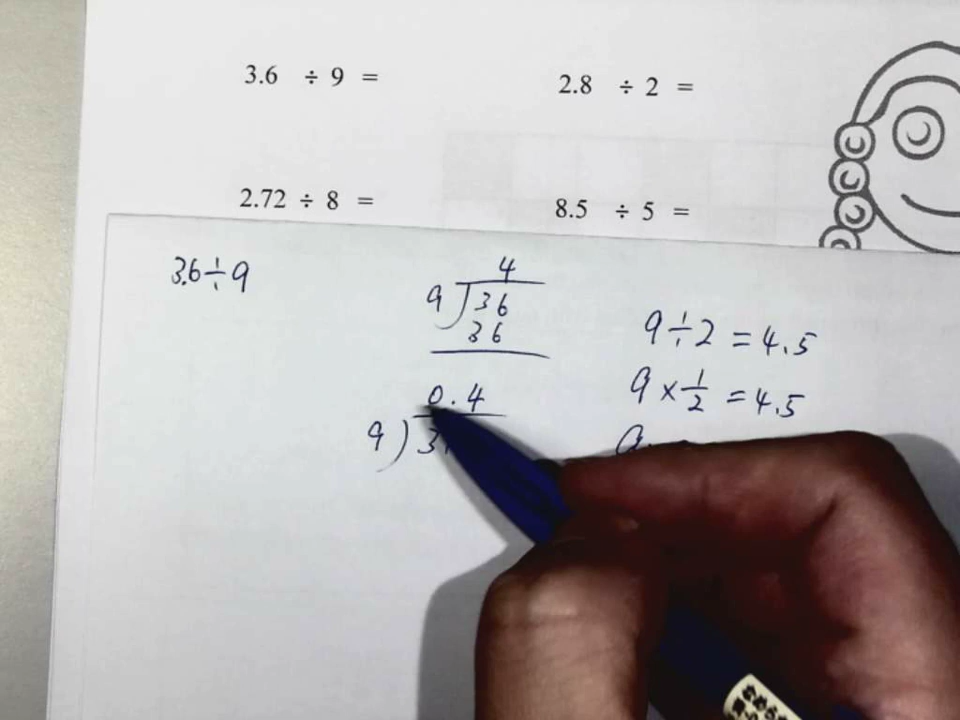 3.6 ÷ 9 =
2.8 ÷ 2 =
2.72 ÷ 8 =
8.5 ÷ 5 =
3.6÷9
4
9)36
36
0.4
9)3.
9÷2=4.5
9×1/2=4.5
9